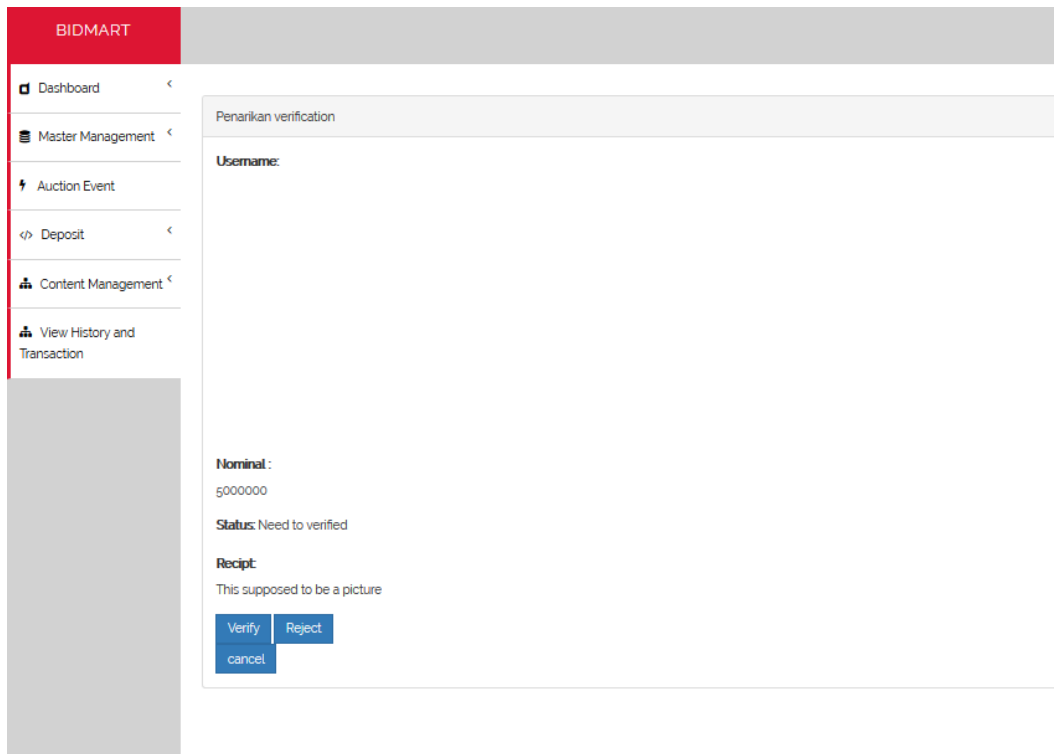 BIDMART
Dashboard
Master Management
Auction Event
Deposit
Content Management
View History and
Transaction
Penarikan verification
Username:
Nominal :
5000000
Status: Need to verified
Recipt:
This supposed to be a picture
Verify Reject
cancel